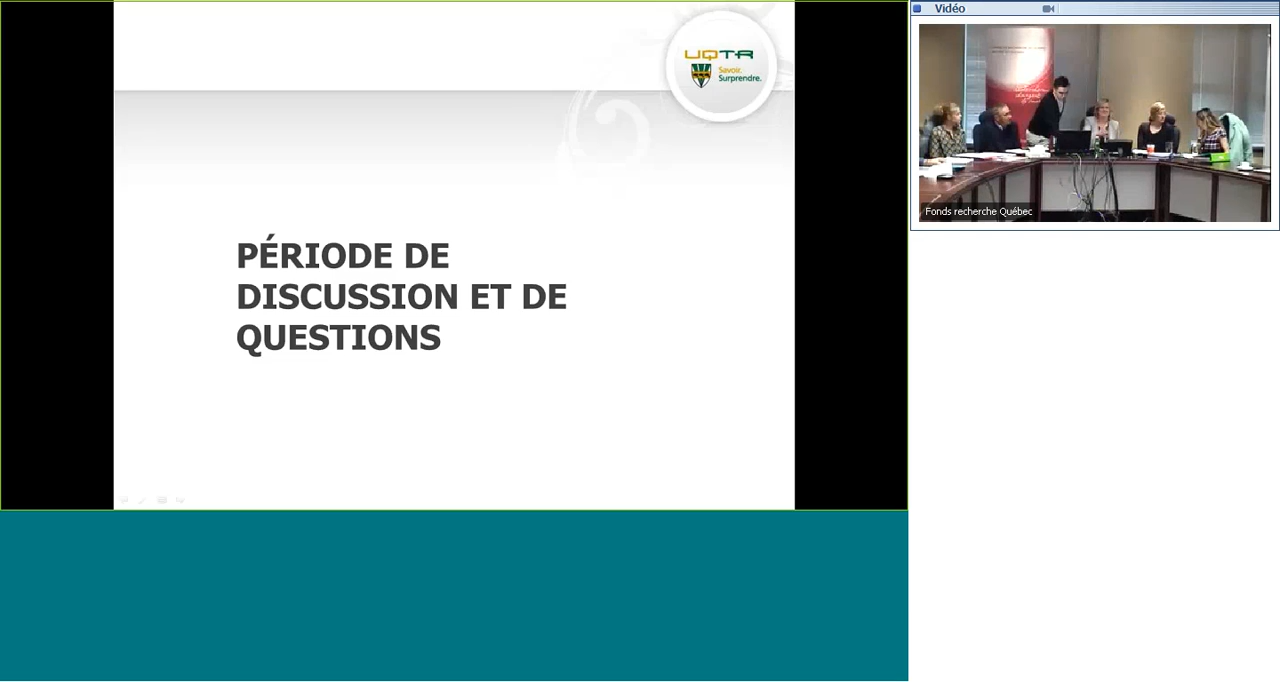 UQTR
Savoir.
Surprendre.
PÉRIODE DE
DISCUSSION ET DE
QUESTIONS
Vidéo
Fonds recherche Québec